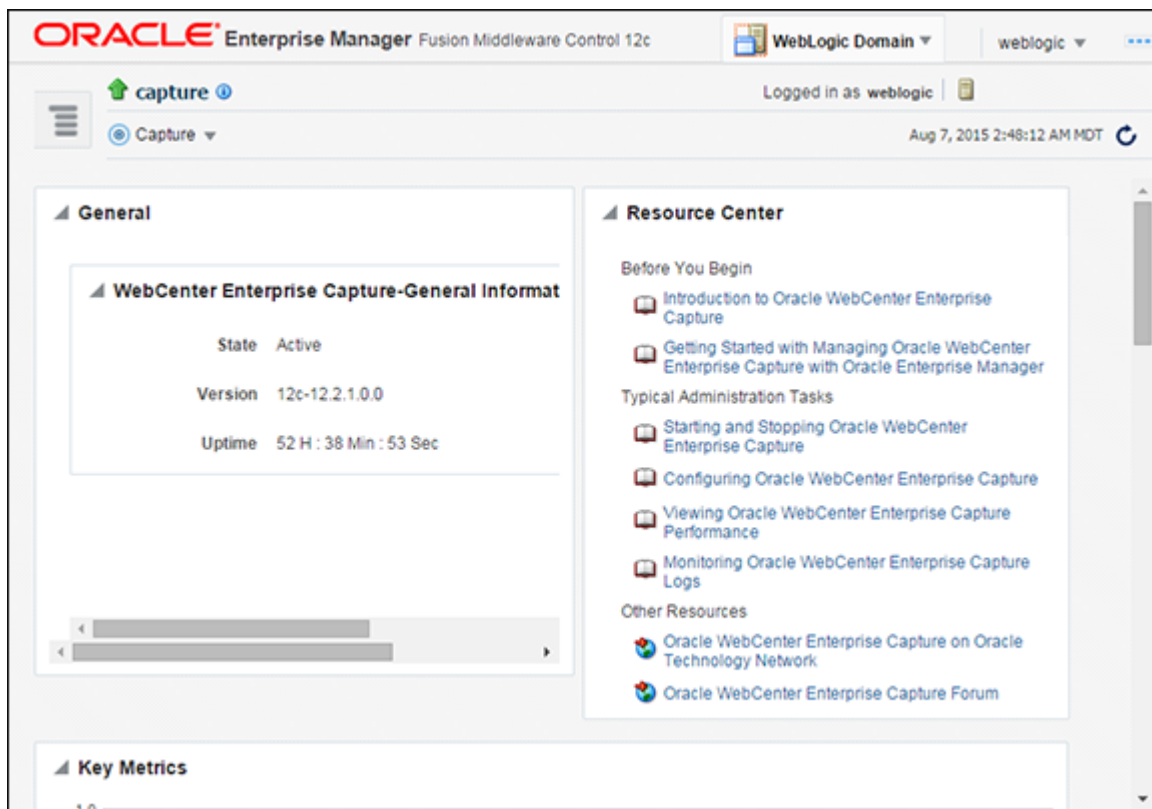 ORACLE Enterprise Manager Fusion Middleware Control 12c
WebLogic Domain
weblogic
capture
Logged in as weblogic
Capture
Aug 7, 2015 2:48:12 AM MDT
General
WebCenter Enterprise Capture-General Informat
State Active
Version 12c-12.2.1.0.0
Uptime 52 H : 38 Min : 53 Sec
Resource Center
Before You Begin
Introduction to Oracle WebCenter Enterprise
Capture
Getting Started with Managing Oracle WebCenter
Enterprise Capture with Oracle Enterprise Manager
Typical Administration Tasks
Starting and Stopping Oracle WebCenter
Enterprise Capture
Configuring Oracle WebCenter Enterprise Capture
Viewing Oracle WebCenter Enterprise Capture
Performance
Monitoring Oracle WebCenter Enterprise Capture
Logs
Other Resources
Oracle WebCenter Enterprise Capture on Oracle
Technology Network
Oracle WebCenter Enterprise Capture Forum
Key Metrics